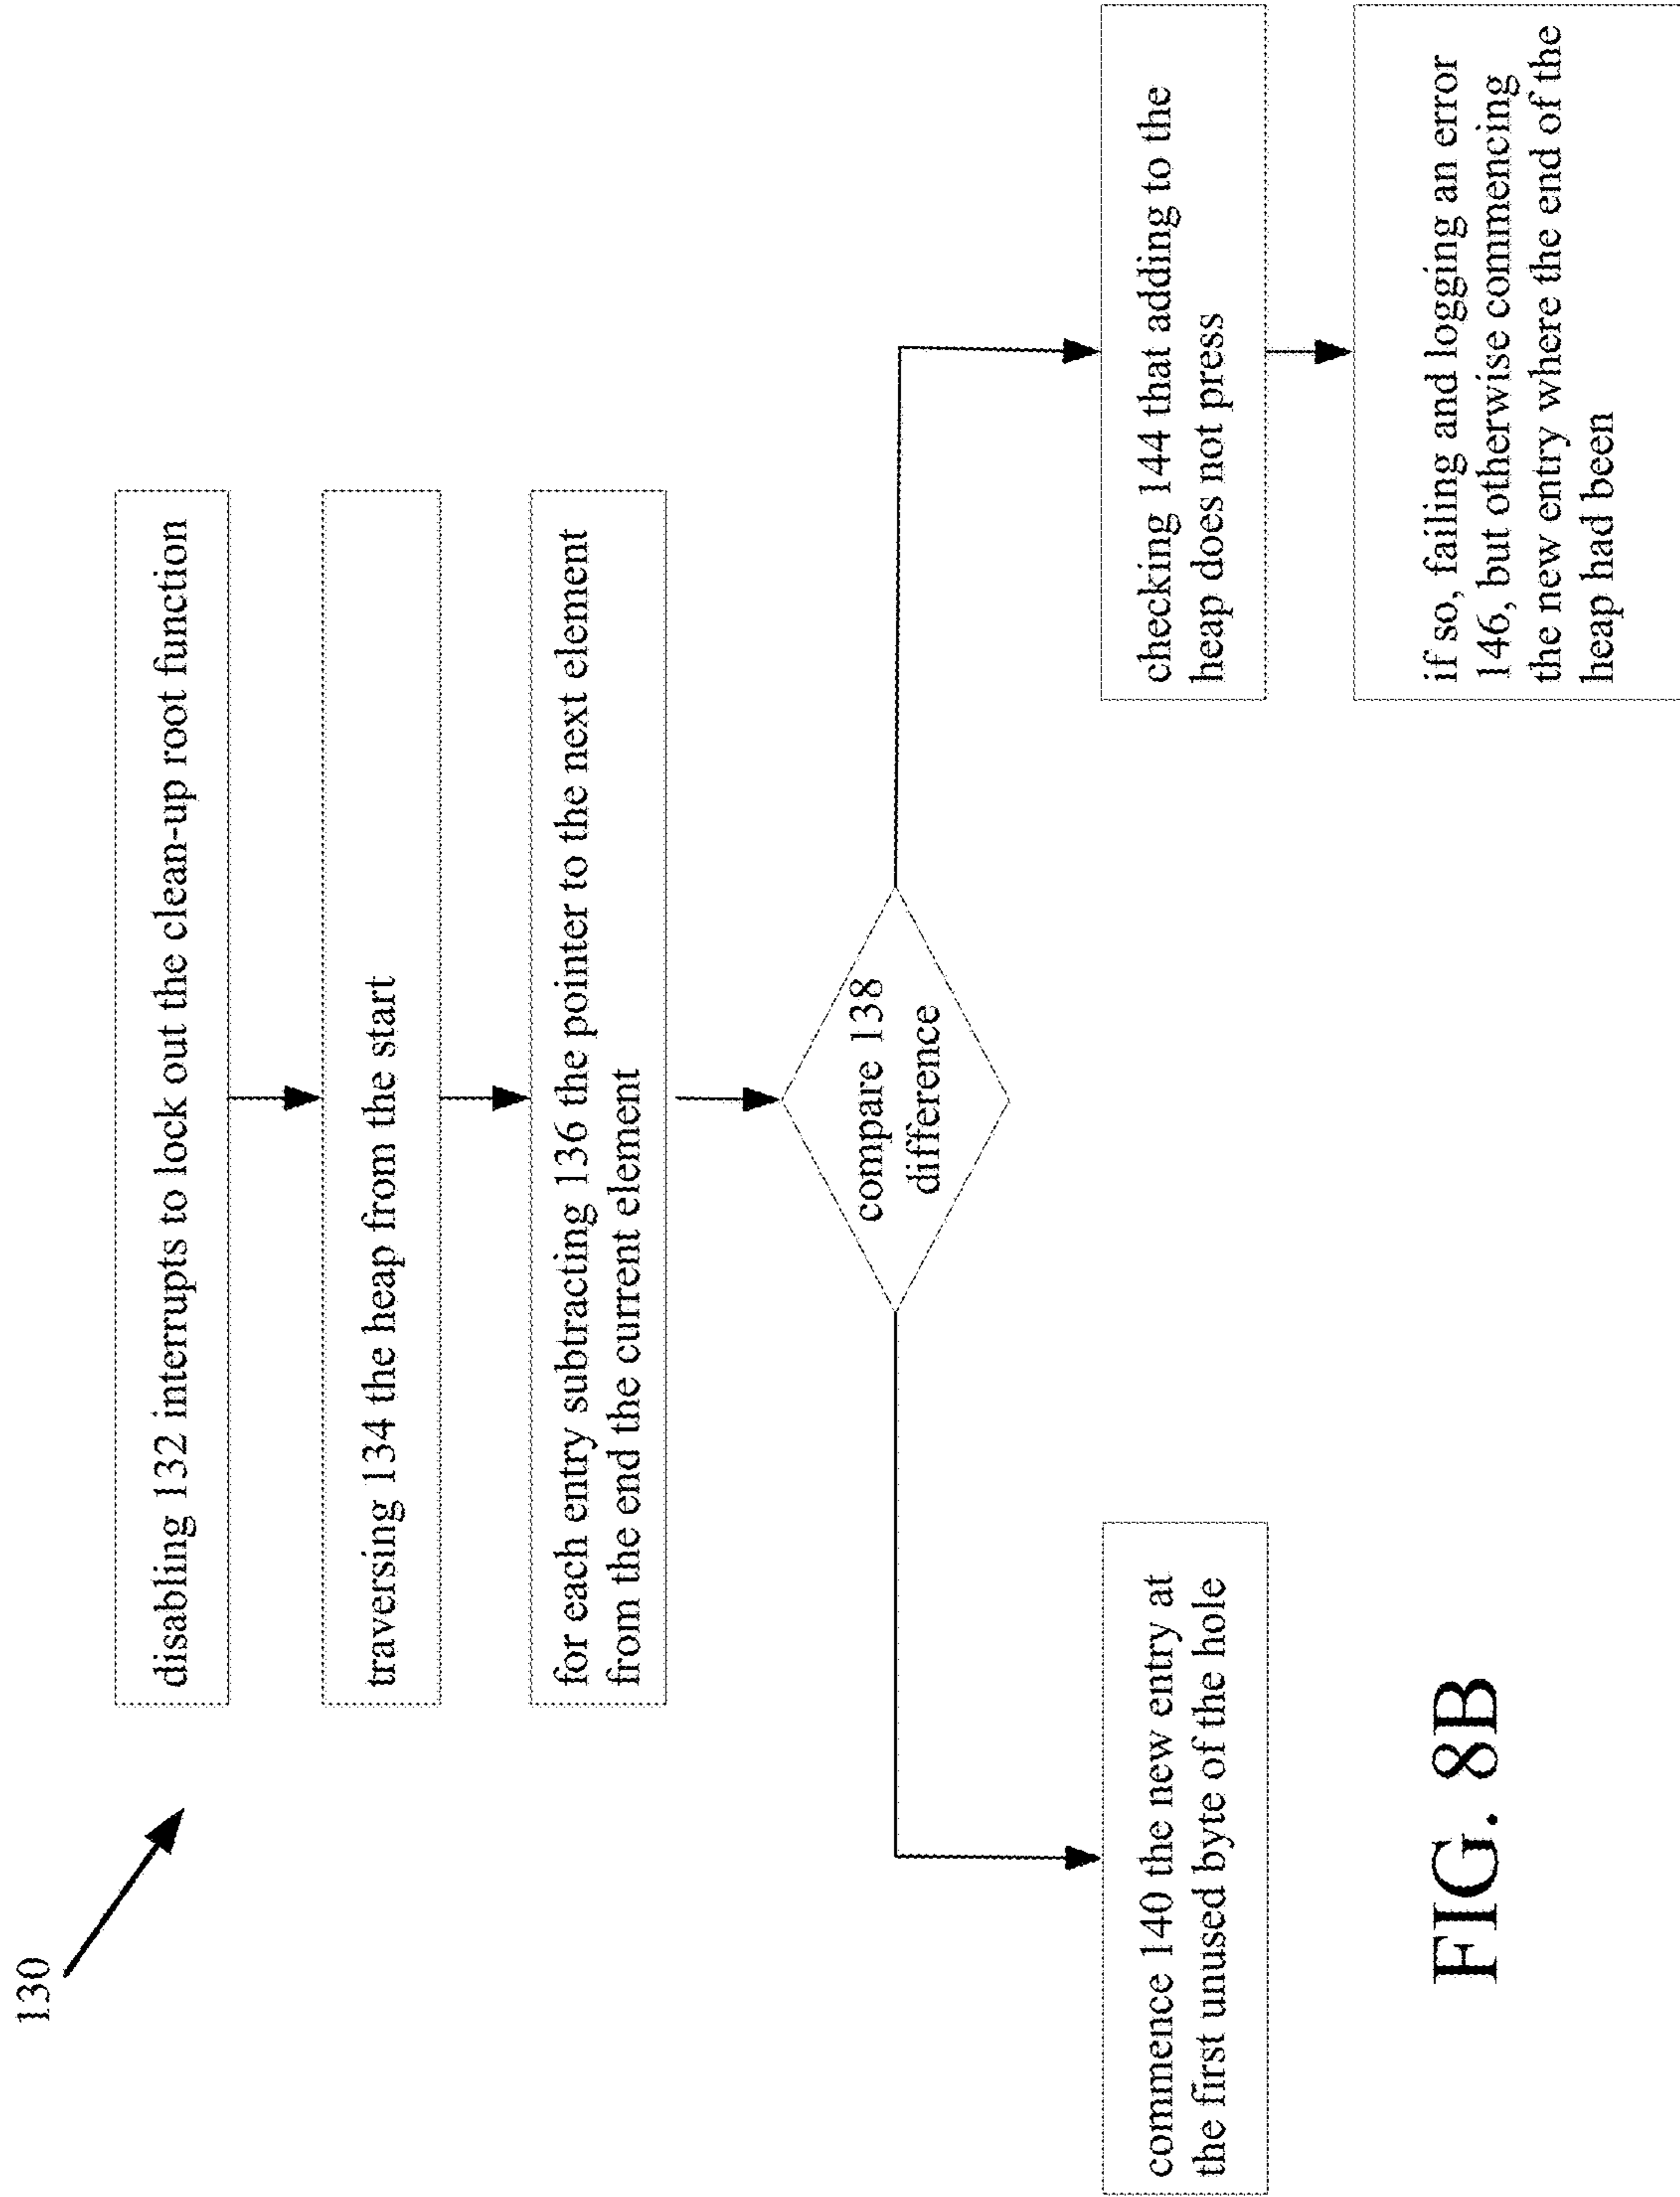 130
disabling 132 interrupts to lock out the clean-up root function
traversing 134 the heap from the start
for each entry subtracting 136 the pointer to the next element
from the end the current element
compare 138
difference
commence 140 the new entry at
the first unused byte of the hole
checking 144 that adding to the
heap does not press
if so, failing and logging an error
146, but otherwise commencing
the new entry where the end of the
heap had been
FIG. 8B